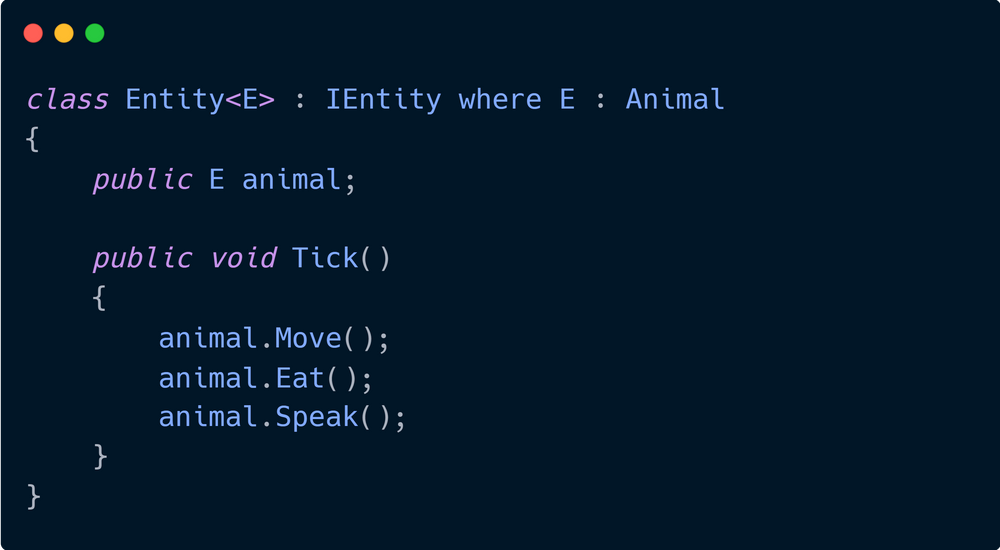 class Entity<E> : IEntity where E : Animal
{
    public E animal;

    public void Tick()
    {
        animal.Move();
        animal.Eat();
        animal.Speak();
    }
}